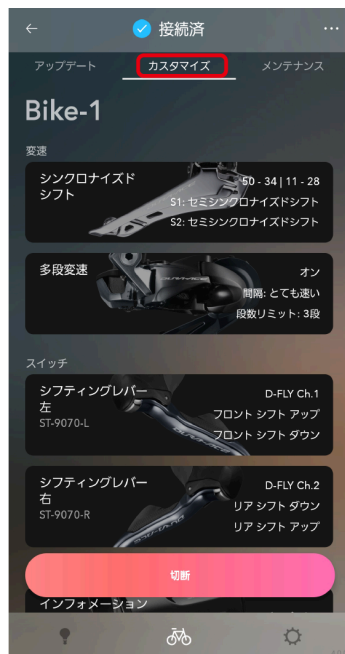 接続済
アップデート カスタマイズ メンテナンス
Bike-1
変速
シンクロナイズド
シフト
50 - 34 | 11 - 28
S1: セミシンクロナイズドシフト
S2: セミシンクロナイズドシフト
多段変速
オン
間隔: とても速い
段数リミット: 3段
スイッチ
シフティングレバー
左
ST-9070-L
D-FLY Ch.1
フロント シフト アップ
フロント シフト ダウン
シフティングレバー
右
ST-9070-R
D-FLY Ch.2
リア シフト ダウン
リア シフト アップ
切断
インフォメーション